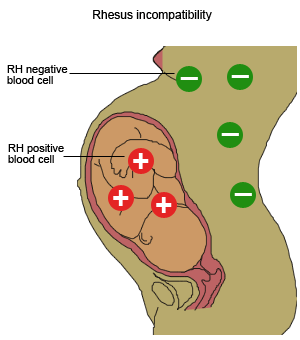 Rhesus incompatibility
RH negative
blood cell
RH positive
blood cell